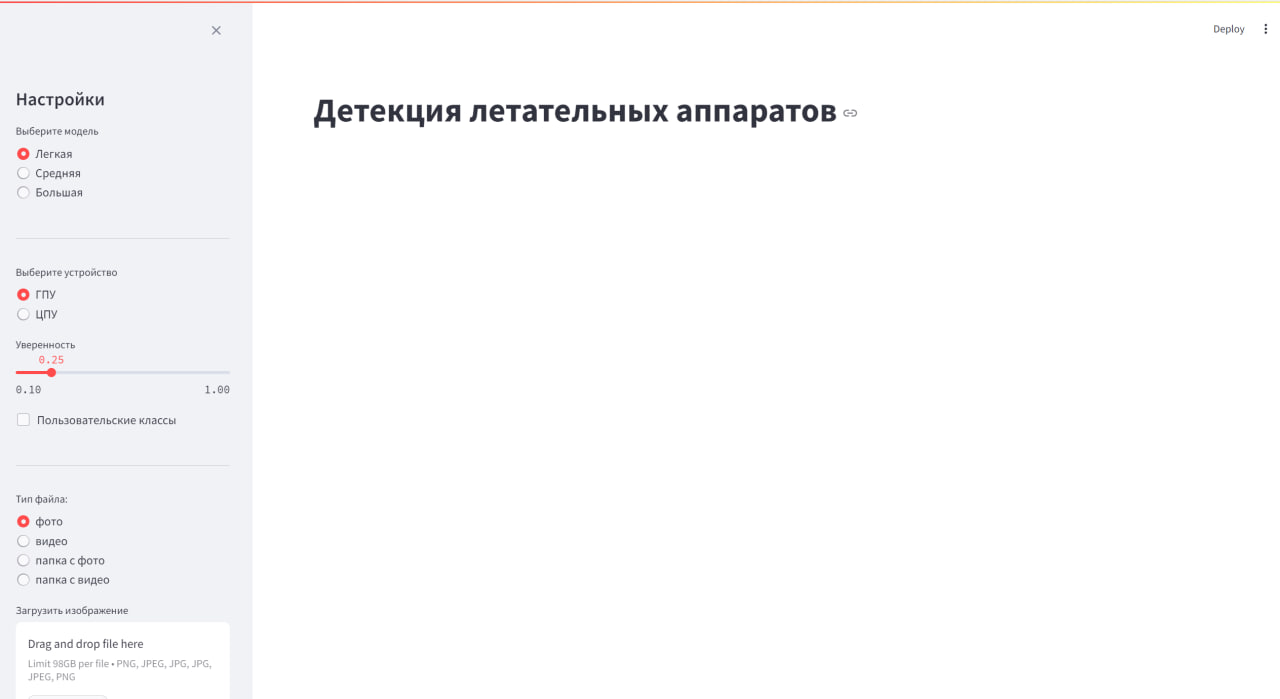 Deploy
Настройки
Выберите модель
Легкая
Средняя
Большая
Выберите устройство
ГПУ
ЦПУ
Уверенность
0.25
0.10
1.00
Пользовательские классы
Тип файла:
фото
видео
папка с фото
папка с видео
Загрузить изображение
Drag and drop file here
Limit 98GB per file • PNG, JPEG, JPG, JPG,
JPEG, PNG
Детекция летательных аппаратов